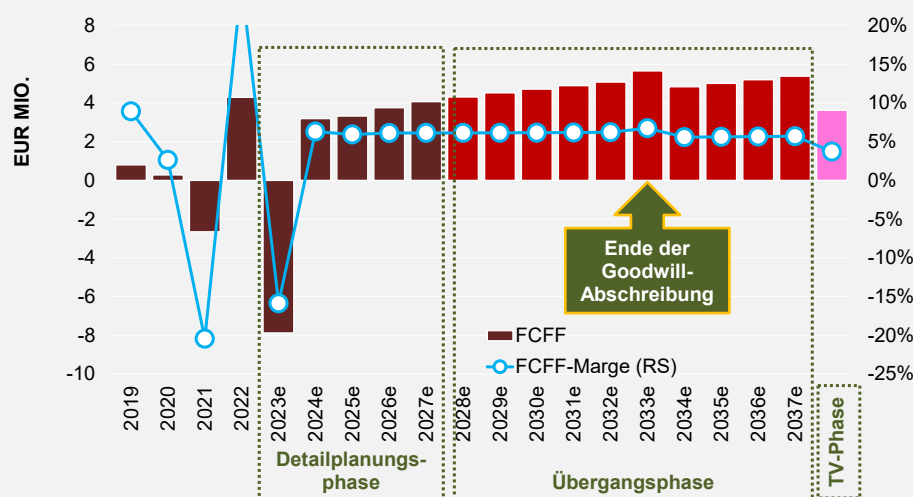 8
6
4
2
0
-2
-4
-6
-8
-10
EUR MIO.
20%
15%
10%
5%
0%
-5%
-10%
-15%
-20%
-25%
Ende der
Goodwill-
Abschreibung
FCFF
FCFF-Marge (RS)
2019
2020
2021
2022
2023e
2024e
2025e
2026e
2027e
2028e
2029e
2030e
2031e
2032e
2033e
2034e
2035e
2036e
2037e
TV-Phase
Detailplanungs-
phase
Übergangsphase